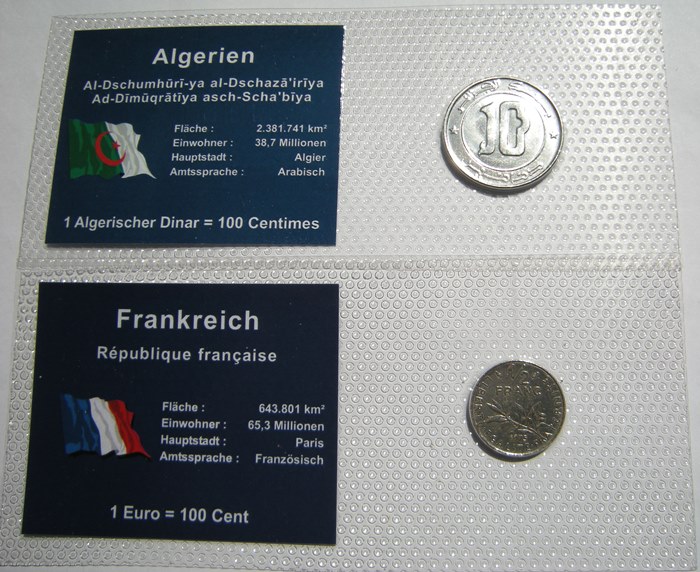 Algerien
Al-Dschumhūrī-ya al-Dschazā'irīya
Ad-Dīmūqrātīya asch-Scha'bīya
Fläche : 2.381.741 km²
Einwohner : 38,7 Millionen
Hauptstadt : Algier
Amtssprache : Arabisch
1 Algerischer Dinar = 100 Centimes
10
Frankreich
République française
Fläche : 643.801 km²
Einwohner : 65,3 Millionen
Hauptstadt : Paris
Amtssprache : Französisch
1 Euro = 100 Cent
FRANC